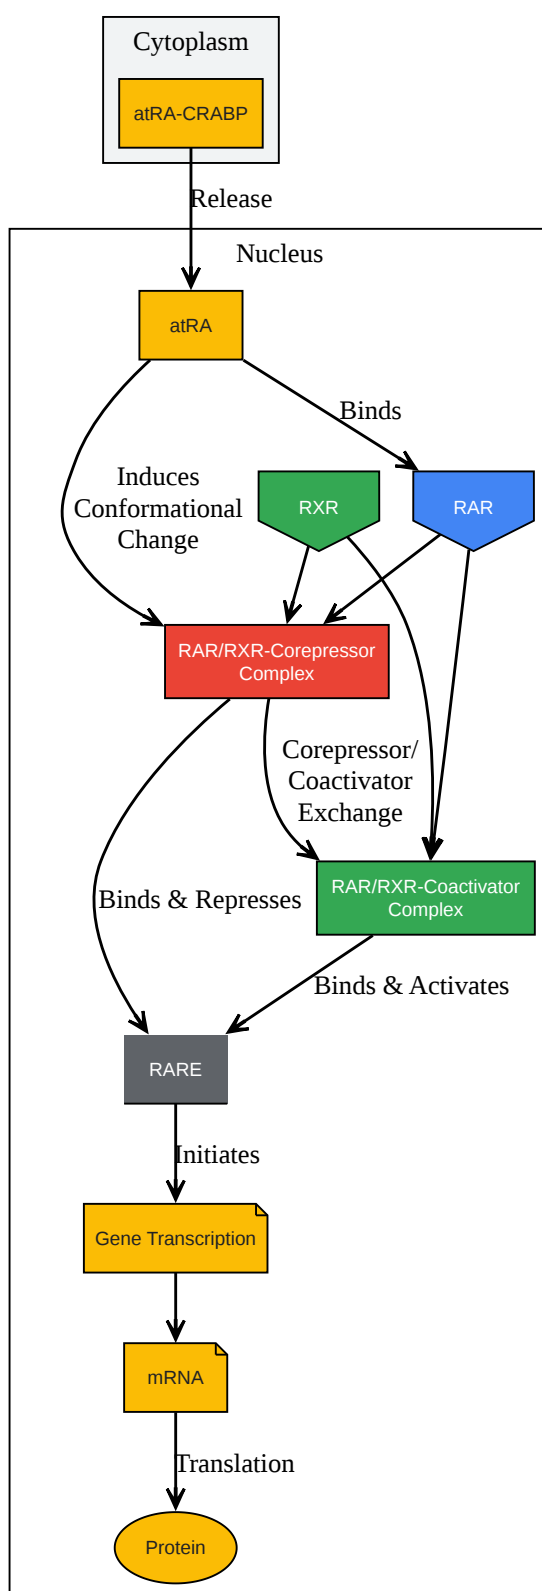 Cytoplasm
atRA-CRABP
Release
Nucleus
atRA
Binds
Induces
Conformational
Change
RXR
RAR
RAR/RXR-Corepressor
Complex
Corepressor/
Coactivator
Exchange
RAR/RXR-Coactivator
Complex
Binds & Represses
Binds & Activates
RARE
Initiates
Gene Transcription
mRNA
Translation
Protein